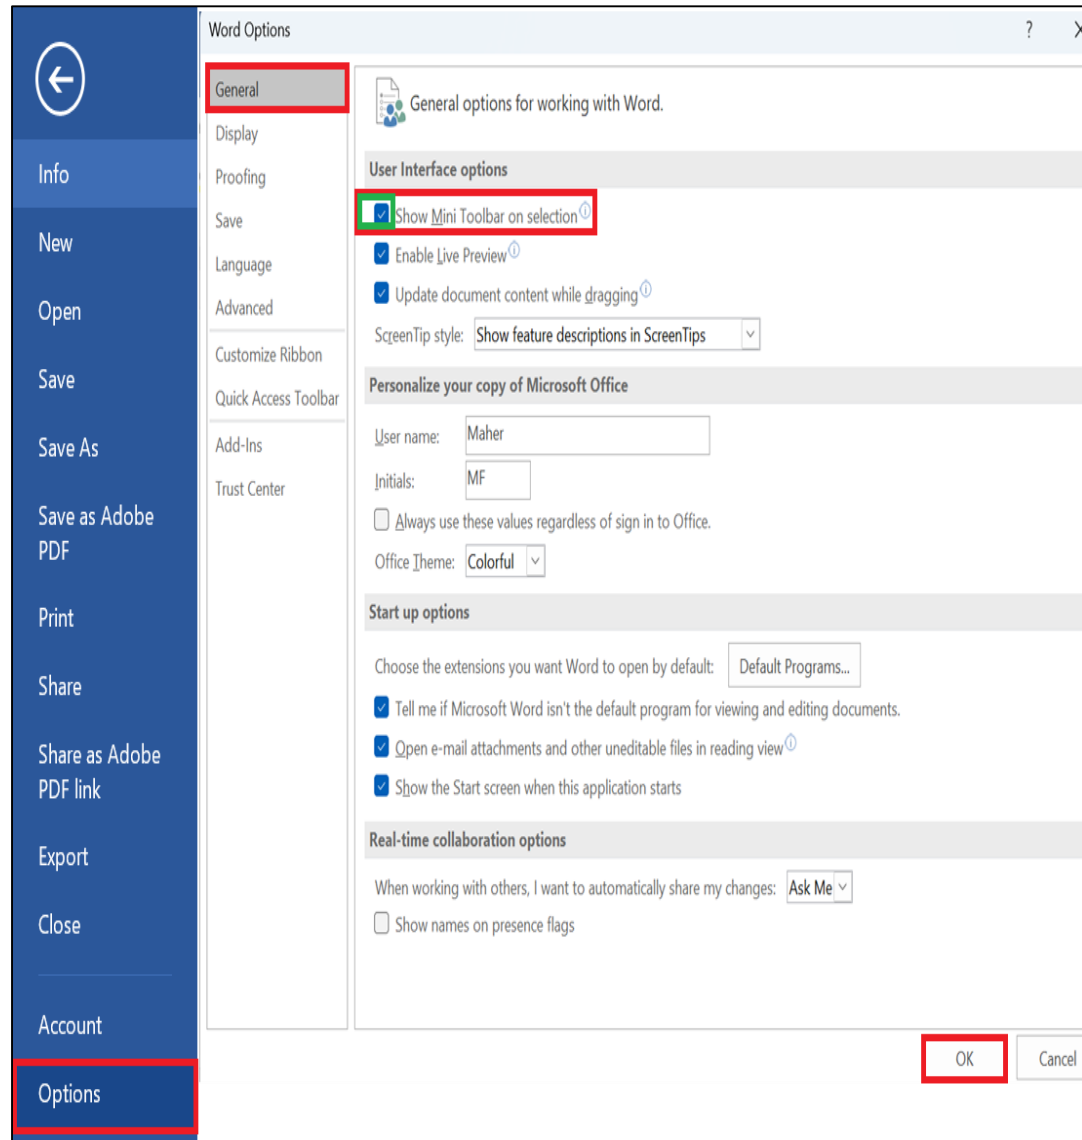 Info
New
Open
Save
Save As
Save as Adobe
PDF
Print
Share
Share as Adobe
PDF link
Export
Close
Account
Options
Word Options
?
General
Display
Proofing
Save
Language
Advanced
Customize Ribbon
Quick Access Toolbar
Add-Ins
Trust Center
General options for working with Word.
User Interface options
Show Mini Toolbar on selection
Enable Live Preview
Update document content while dragging
ScreenTip style: Show feature descriptions in ScreenTips
Personalize your copy of Microsoft Office
User name: Maher
Initials: MF
Always use these values regardless of sign in to Office.
Office Theme: Colorful
Start up options
Choose the extensions you want Word to open by default: Default Programs...
Tell me if Microsoft Word isn't the default program for viewing and editing documents.
Open e-mail attachments and other uneditable files in reading view
Show the Start screen when this application starts
Real-time collaboration options
When working with others, I want to automatically share my changes: Ask Me
Show names on presence flags
OK Cancel